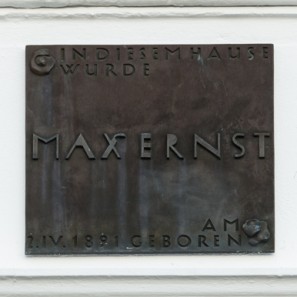 IN DIESEM HAUSE
WURDE
MAX ERNST
AM
2.IV.1891 GEBOREN